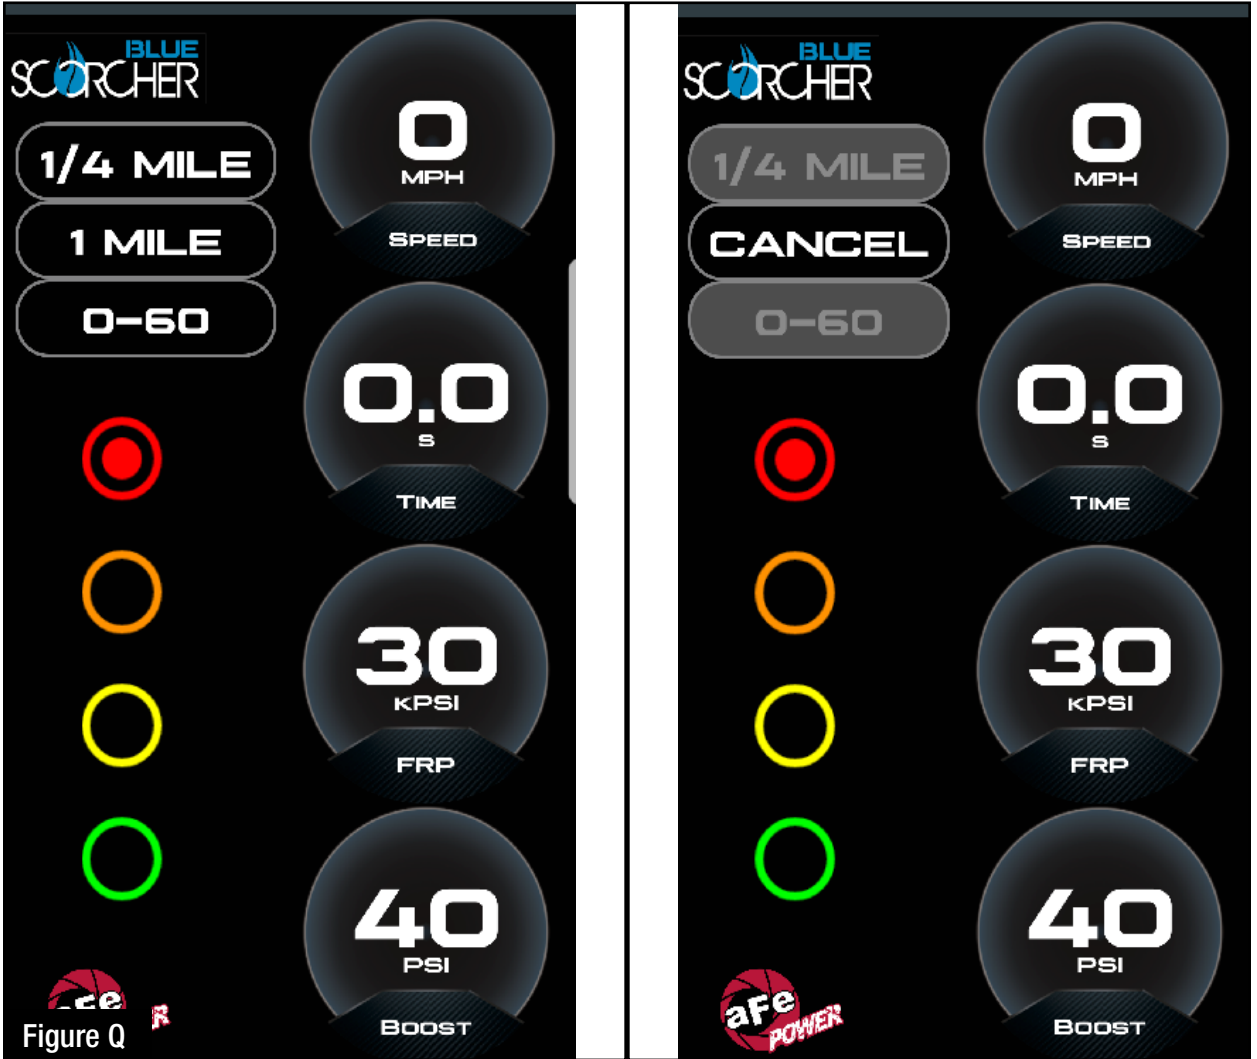 BLUE
SCORCHER
1/4 MILE
1 MILE
0-60
0
MPH
SPEED
0.0
S
TIME
30
KPSI
FRP
40
PSI
BOOST
aFe
Figure Q
BLUE
SCORCHER
1/4 MILE
CANCEL
0-60
0
MPH
SPEED
0.0
S
TIME
30
KPSI
FRP
40
PSI
BOOST
aFe
POWER